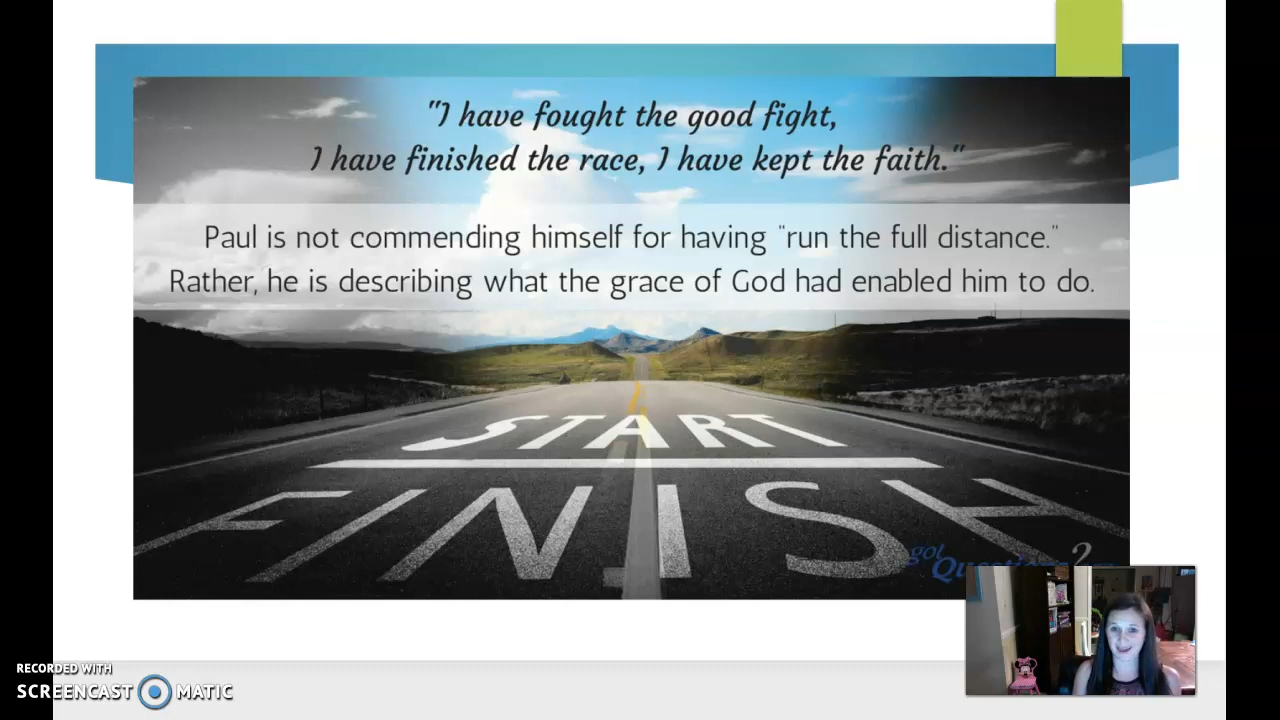 "I have fought the good fight,
I have finished the race, I have kept the faith."
Paul is not commending himself for having "run the full distance."
Rather, he is describing what the grace of God had enabled him to do.
START
FINISH
got
?
RECORDED WITH
SCREENCAST MATIC